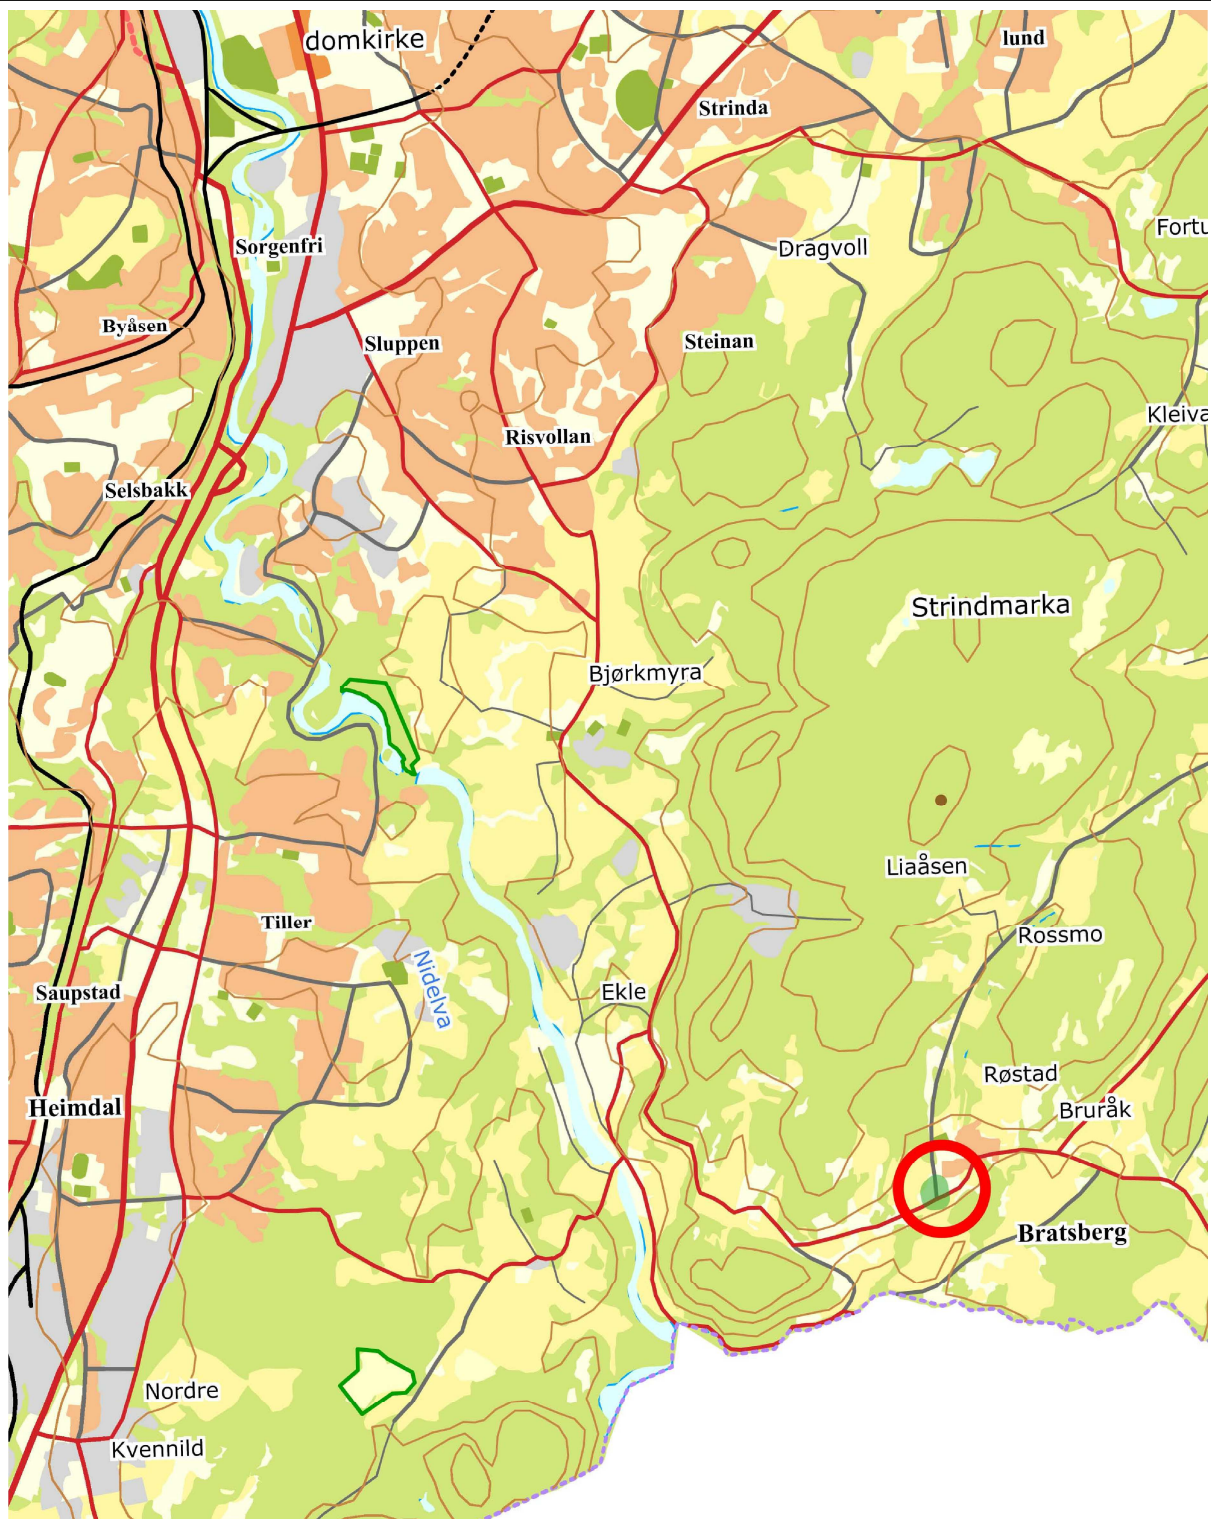 domkirke
lund
Strinda
Fortu
Sorgenfri
Dragvoll
Byåsen
Sluppen
Steinan
Kleiva
Risvollan
Selsbakk
Strindmarka
Bjørkmyra
Liaåsen
Tiller
Rossmo
Nidelva
Saupstad
Ekle
Røstad
Heimdal
Bruråk
Bratsberg
Nordre
Kvennild